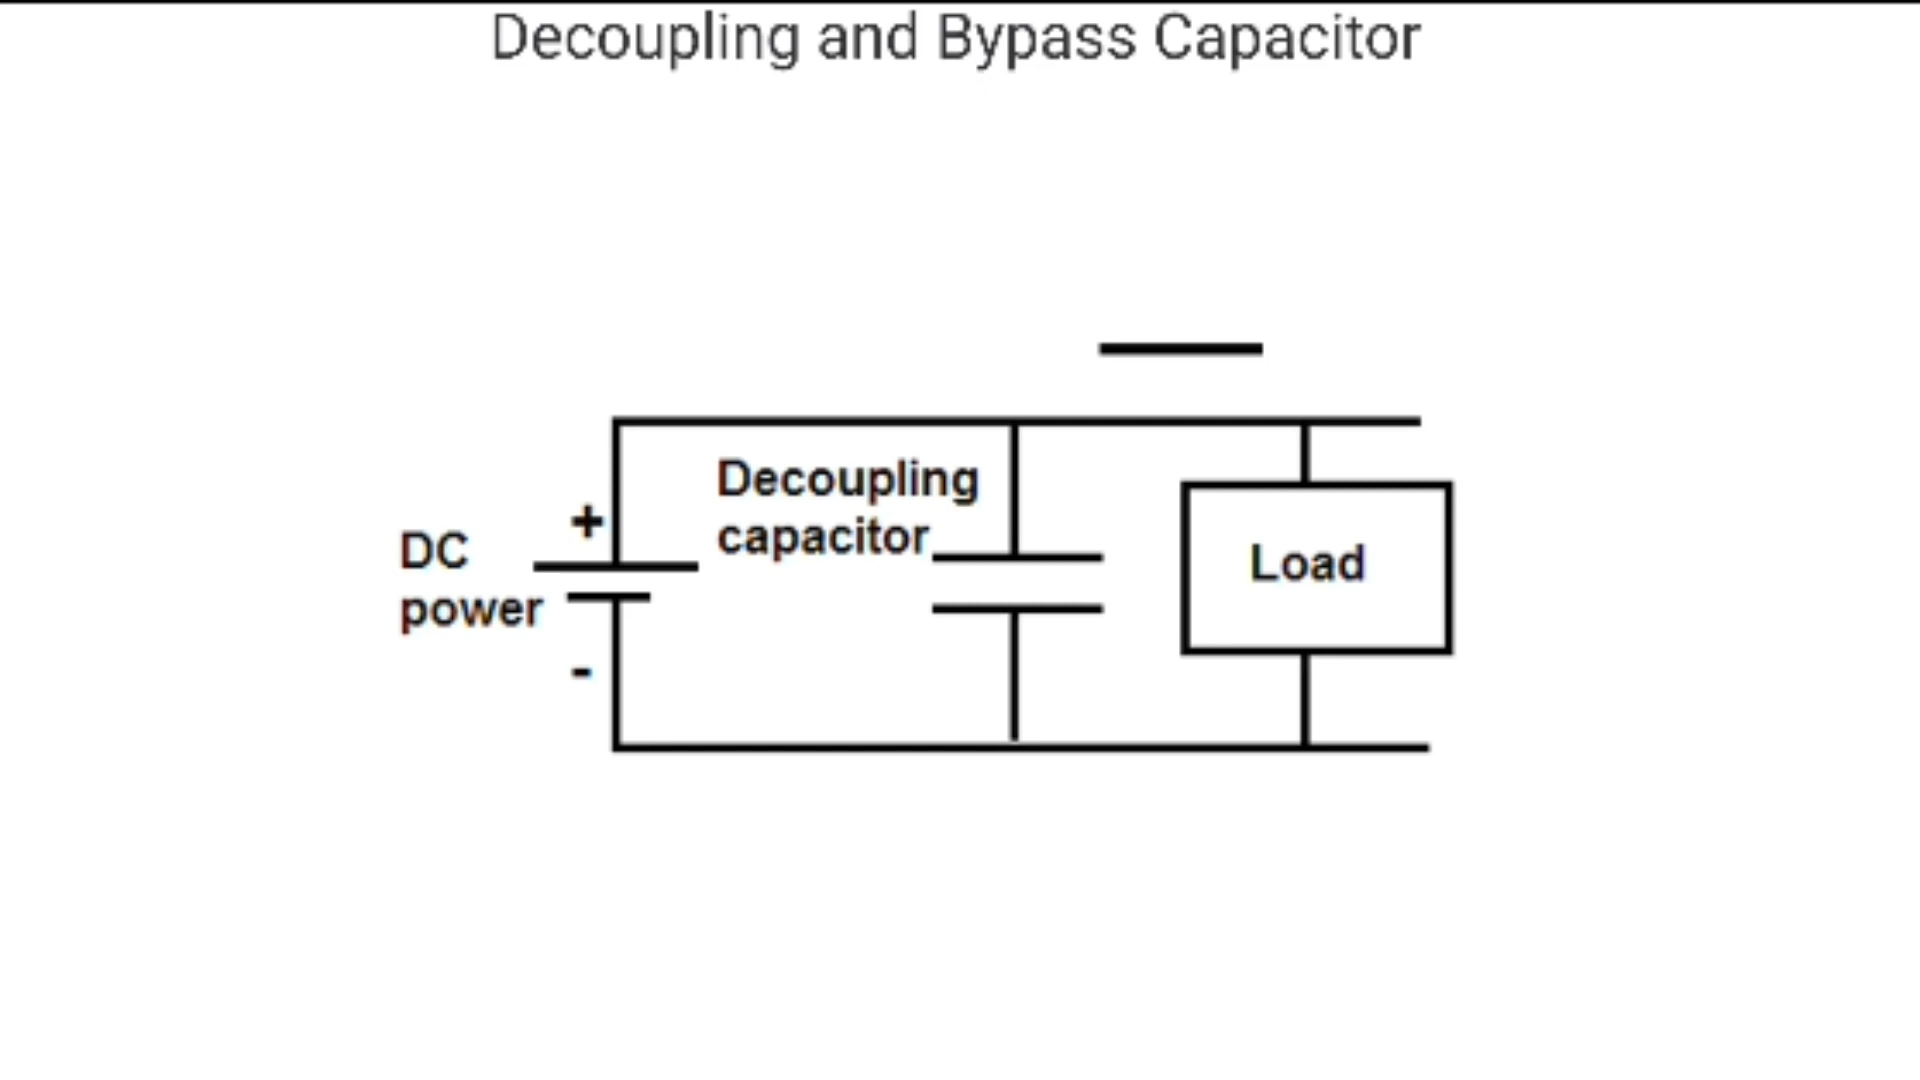 Decoupling and Bypass Capacitor
Decoupling
capacitor
+
DC
power
-
Load